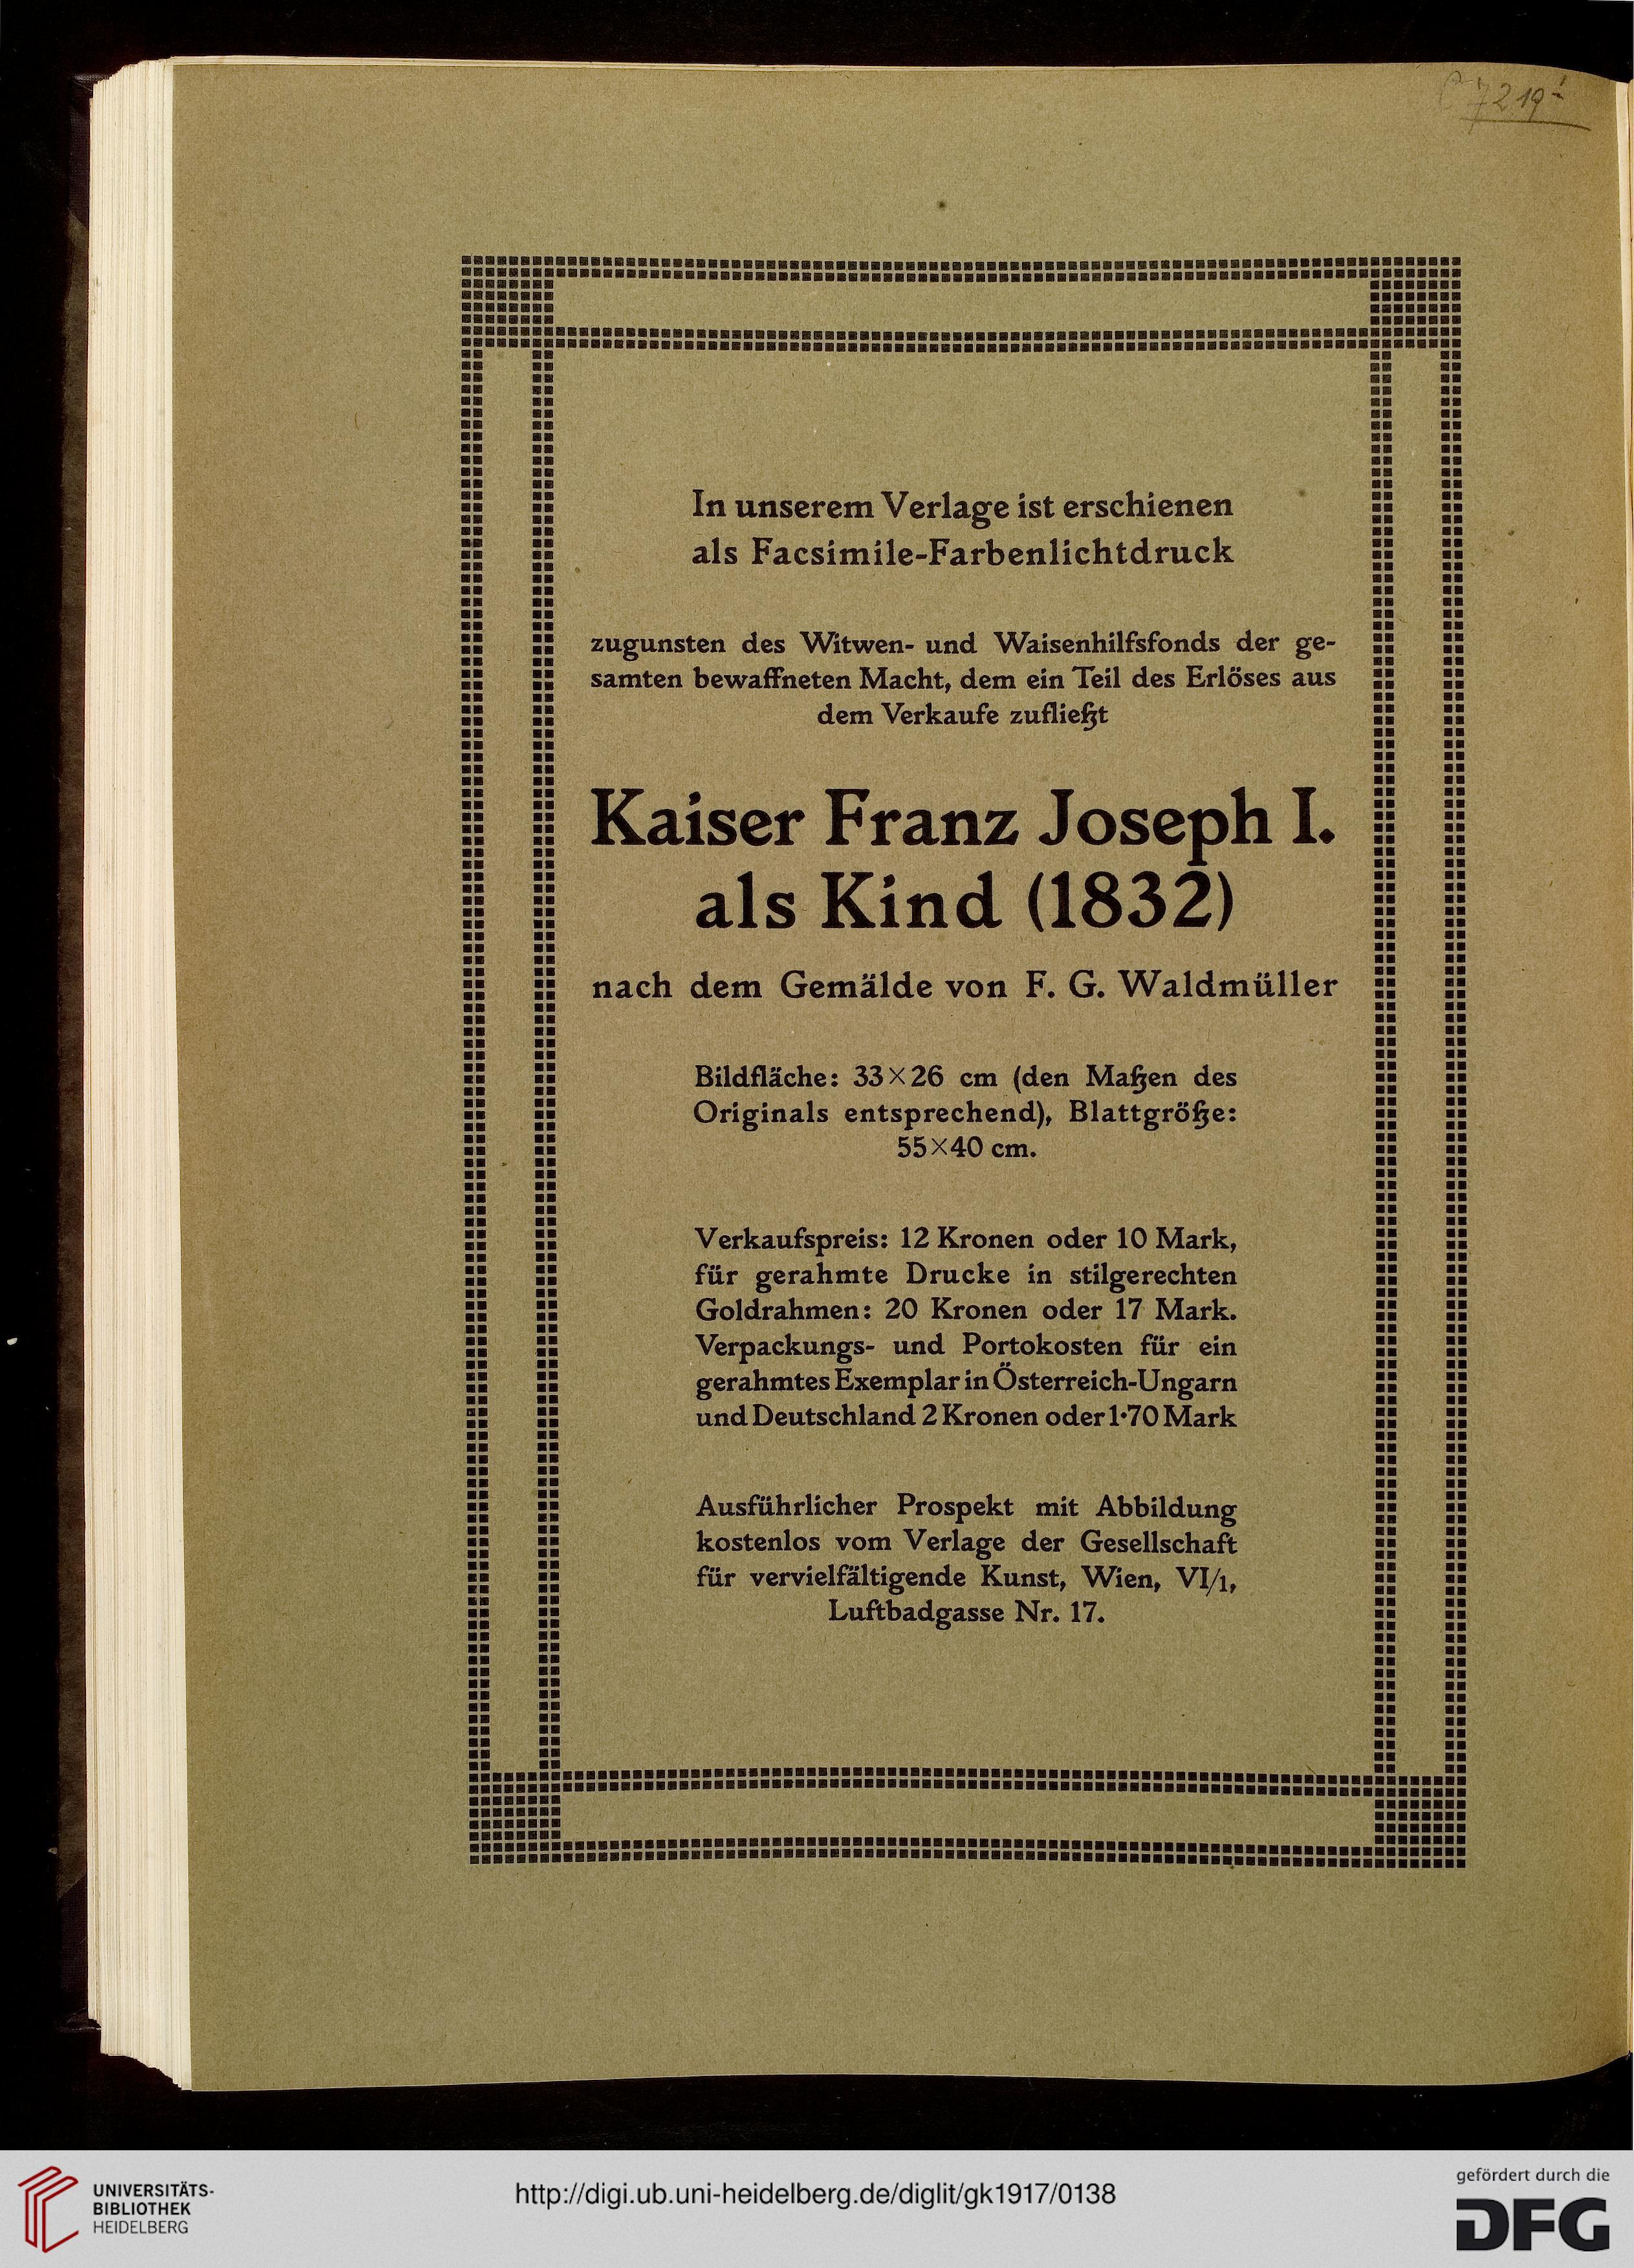 7219
In unserem Verlage ist erschienen
als Facsimile-Farbenlichtdruck
zugunsten des Witwen- und Waisenhilfsfonds der ge-
samten bewaffneten Macht, dem ein Teil des Erlöses aus
dem Verkaufe zufließt
Kaiser Franz Joseph I.
als Kind (1832)
nach dem Gemälde von F. G. Waldmüller
Bildfläche: 33×26 cm (den Maßen des
Originals entsprechend), Blattgröße:
55×40 cm.
Verkaufspreis: 12 Kronen oder 10 Mark,
für gerahmte Drucke in stilgerechten
Goldrahmen: 20 Kronen oder 17 Mark.
Verpackungs- und Portokosten für ein
gerahmtes Exemplar in Österreich-Ungarn
und Deutschland 2 Kronen oder 1·70 Mark
Ausführlicher Prospekt mit Abbildung
kostenlos vom Verlage der Gesellschaft
für vervielfältigende Kunst, Wien, VI/1,
Luftbadgasse Nr. 17.
UNIVERSITÄTS-
BIBLIOTHEK
HEIDELBERG
http://digi.ub.uni-heidelberg.de/diglit/gk1917/0138
gefördert durch die
DFG